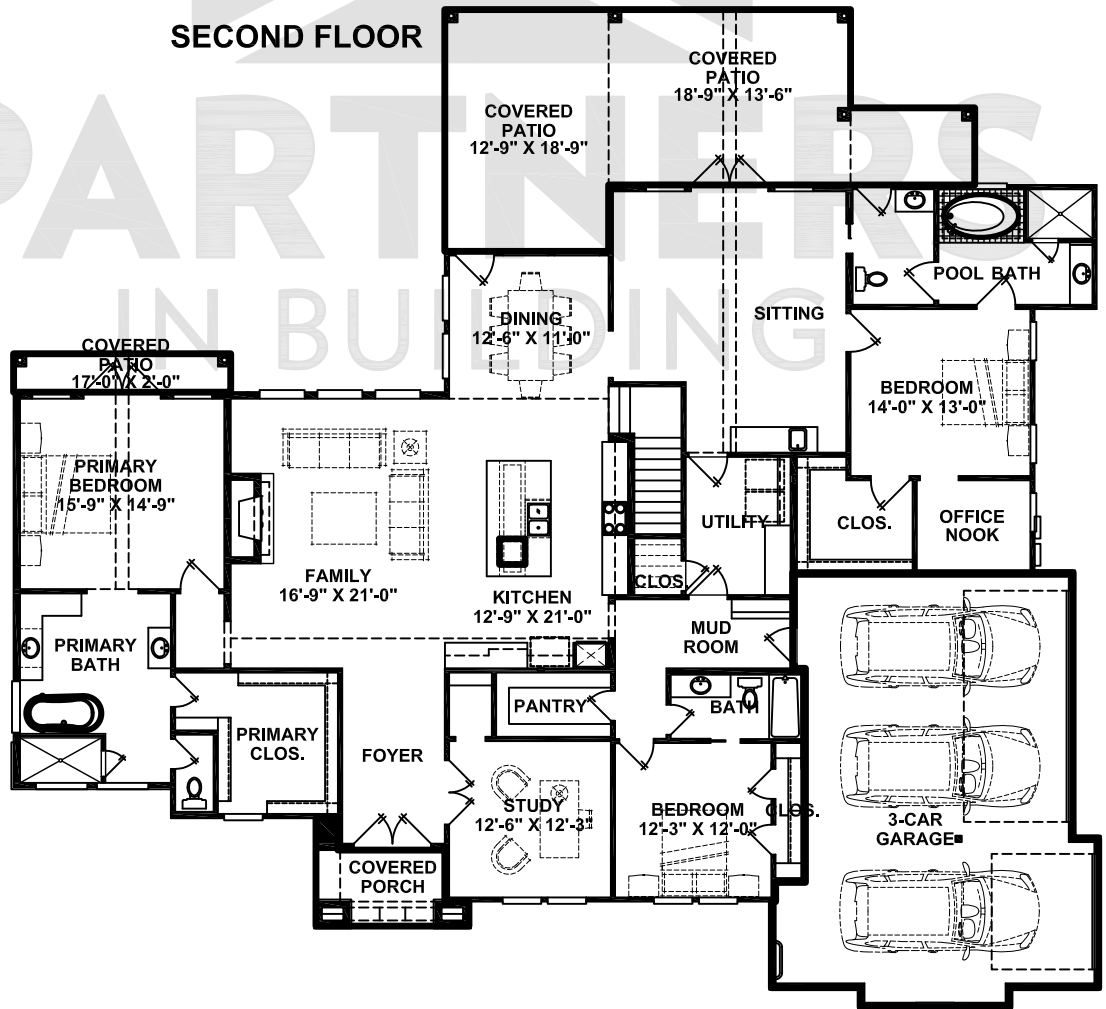 SECOND FLOOR
PARTNERS
IN BUILDING
COVERED
PATIO
18'-9" X 13'-6"
COVERED
PATIO
12'-9" X 18'-9"
POOL BATH
SITTING
DINING
12'-6" X 11'-0"
COVERED
PATIO
17'-0" X 2'-0"
BEDROOM
14'-0" X 13'-0"
PRIMARY
BEDROOM
15'-9" X 14'-9"
UTILITY
CLOS.
OFFICE
NOOK
FAMILY
16'-9" X 21'-0"
CLOS.
KITCHEN
12'-9" X 21'-0"
MUD
ROOM
PRIMARY
BATH
PANTRY
BATH
PRIMARY
CLOS.
FOYER
STUDY
12'-6" X 12'-3"
BEDROOM
12'-3" X 12'-0"
CLOS.
3-CAR
GARAGE
COVERED
PORCH